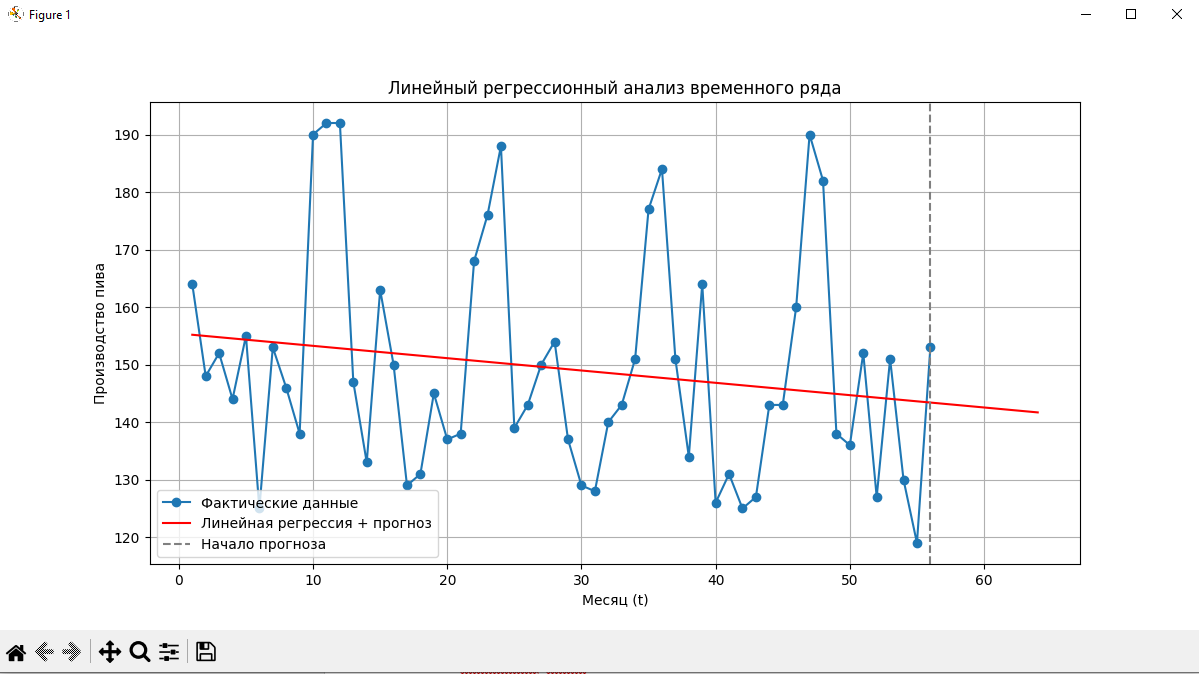 Figure 1
Линейный регрессионный анализ временного ряда
Производство пива
190
180
170
160
150
140
130
120
Фактические данные
Линейная регрессия + прогноз
Начало прогноза
0 10 20 30 40 50 60
Месяц (t)